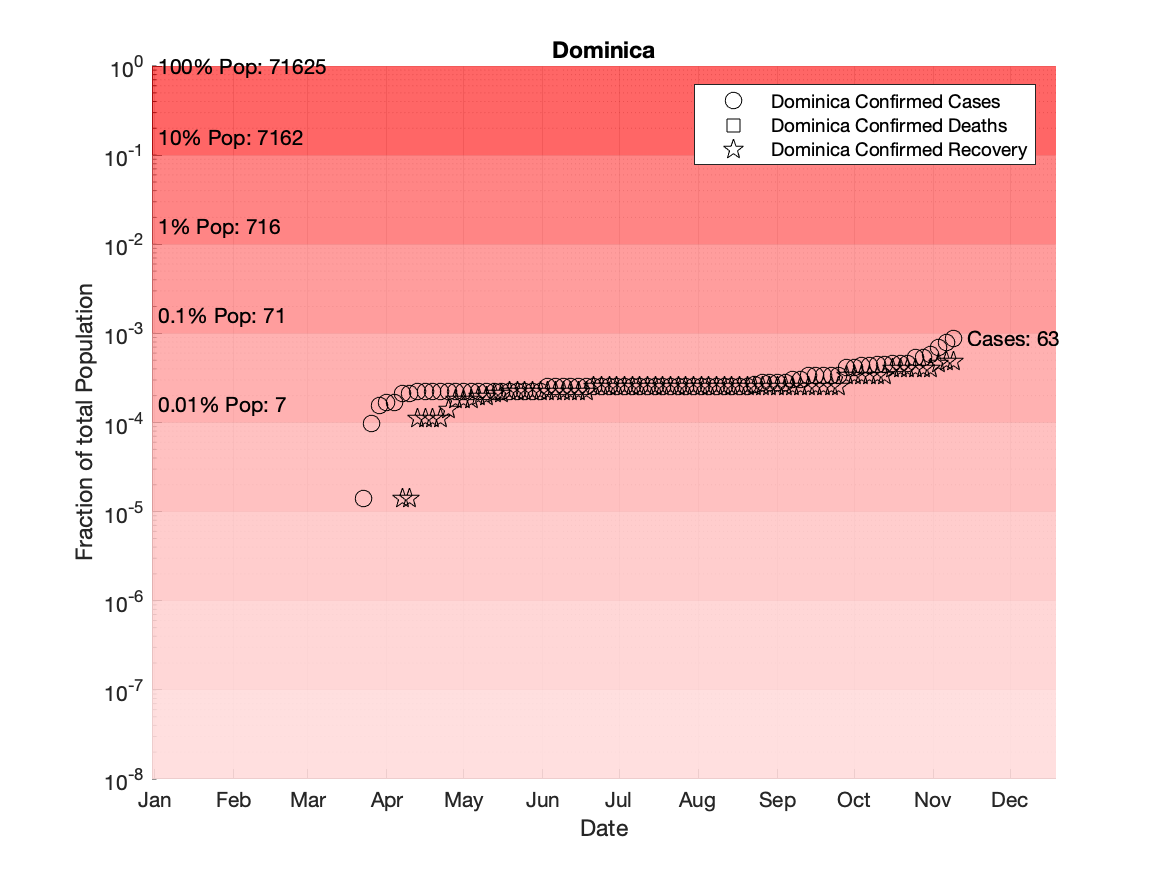 Dominica
10^0
100% Pop: 71625
Dominica Confirmed Cases
Dominica Confirmed Deaths
Dominica Confirmed Recovery
10% Pop: 7162
10^-1
1% Pop: 716
10^-2
0.1% Pop: 71
10^-3
Cases: 63
0.01% Pop: 7
10^-4
10^-5
10^-6
10^-7
10^-8
Fraction of total Population
Jan Feb Mar Apr May Jun Jul Aug Sep Oct Nov Dec
Date